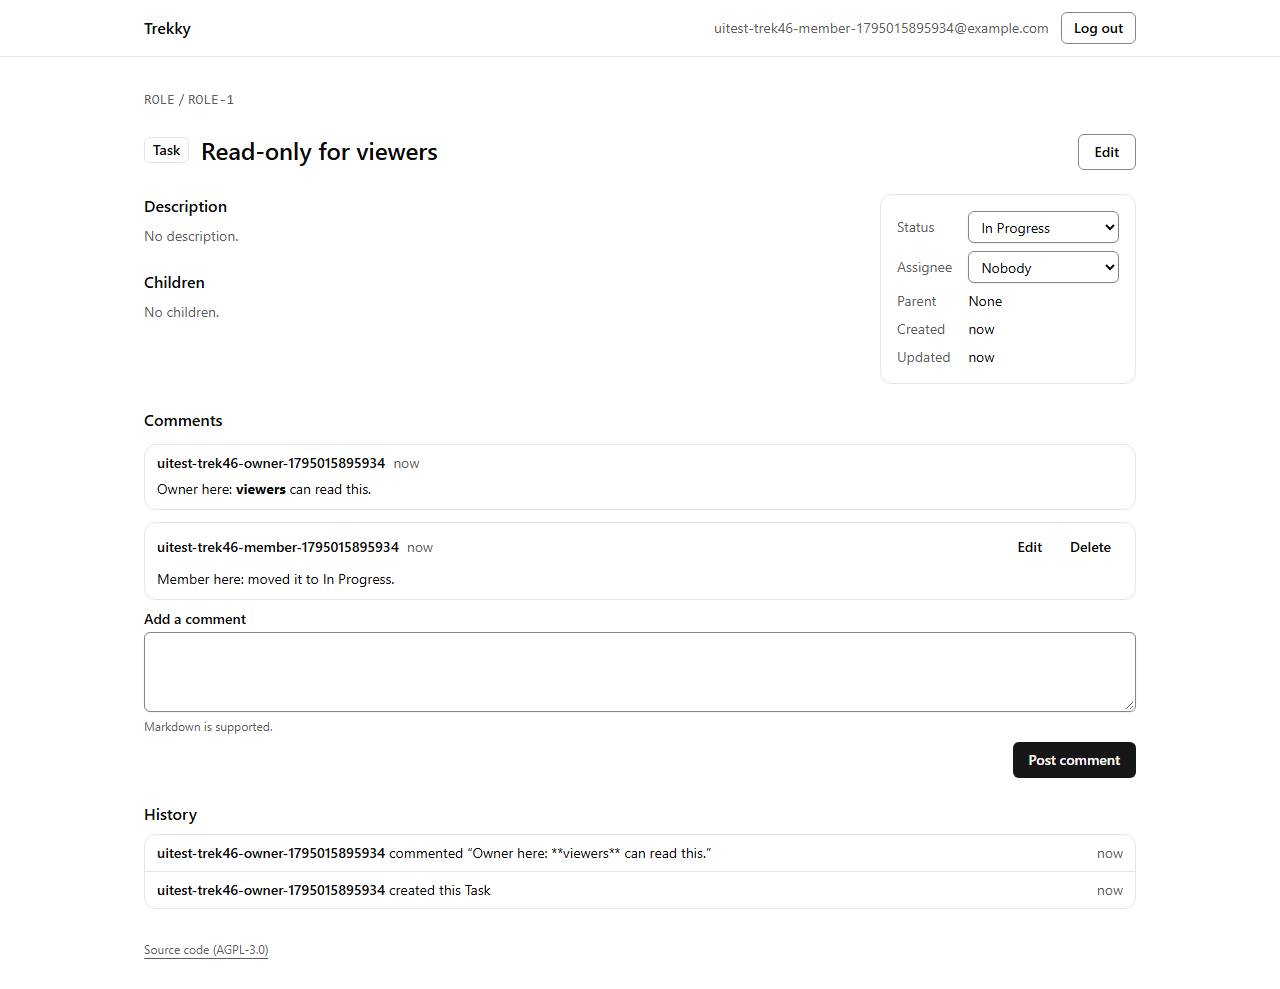 Trekky
uitest-trek46-member-1795015895934@example.com
Log out
ROLE / ROLE-1
Task
Read-only for viewers
Edit
Description
No description.
Children
No children.
Status
In Progress
Assignee
Nobody
Parent
None
Created
now
Updated
now
Comments
uitest-trek46-owner-1795015895934 now
Owner here: viewers can read this.
uitest-trek46-member-1795015895934 now
Edit
Delete
Member here: moved it to In Progress.
Add a comment
Markdown is supported.
Post comment
History
uitest-trek46-owner-1795015895934 commented “Owner here: **viewers** can read this.” now
uitest-trek46-owner-1795015895934 created this Task now
Source code (AGPL-3.0)